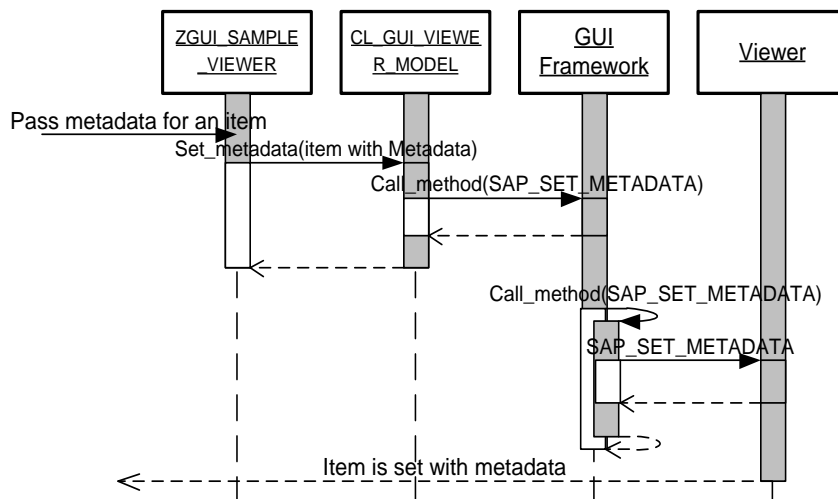 ZGUI_SAMPLE
_VIEWER
CL_GUI_VIEWE
R_MODEL
GUI
Framework
Viewer
Pass metadata for an item
Set_metadata(item with Metadata)
Call_method(SAP_SET_METADATA)
Call_method(SAP_SET_METADATA)
SAP_SET_METADATA
Item is set with metadata